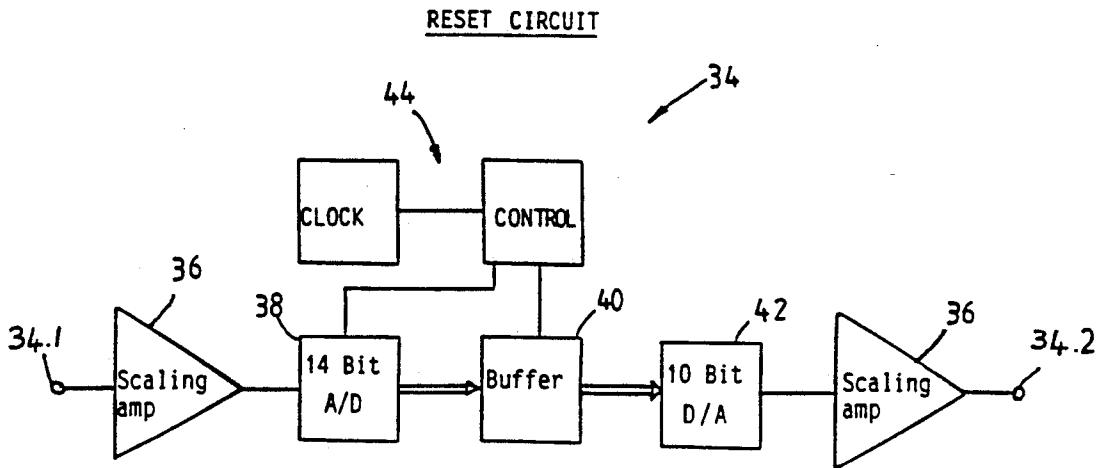 RESET CIRCUIT
34
44
CLOCK
CONTROL
36
38
40
42
36
34.1
34.2
Scaling
amp
14 Bit
A/D
Buffer
10 Bit
D/A
Scaling
amp